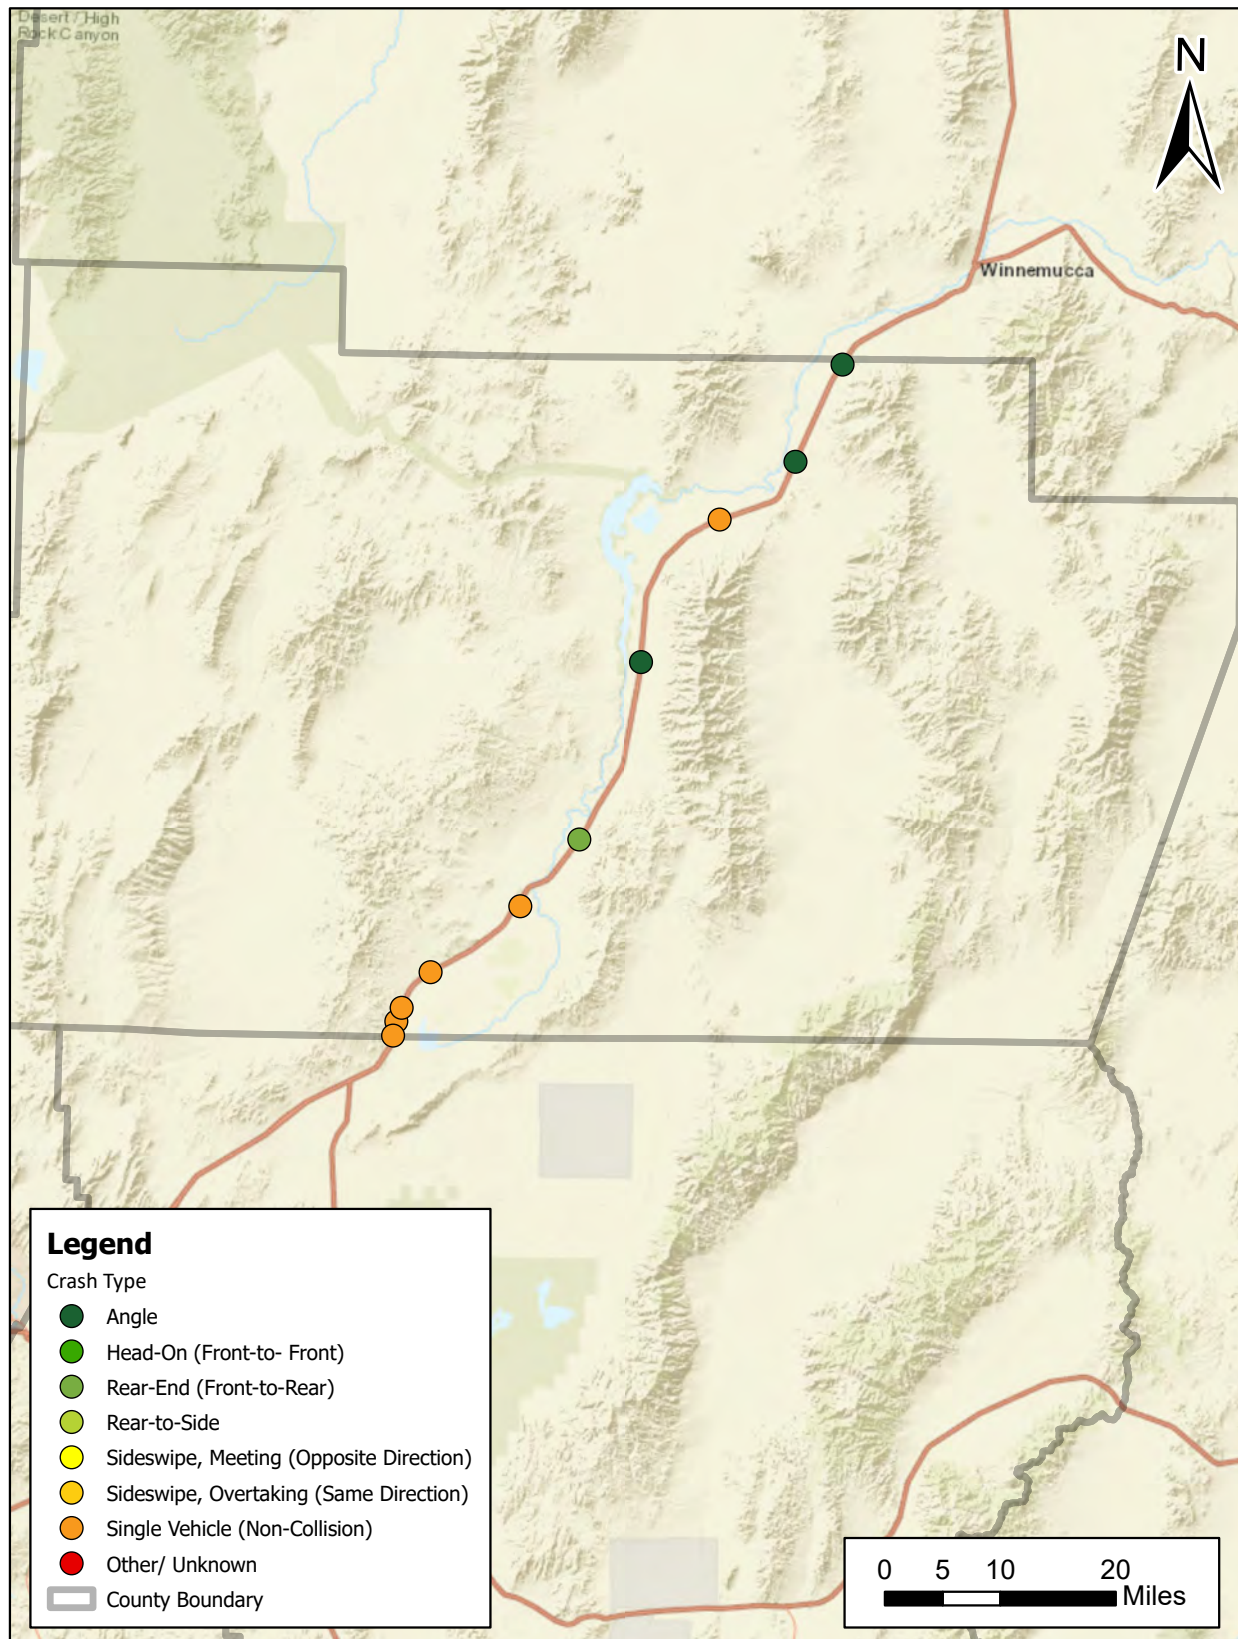 Desert / High
Rock Canyon
N
Winnemucca
Legend
Crash Type
Angle
Head-On (Front-to- Front)
Rear-End (Front-to-Rear)
Rear-to-Side
Sideswipe, Meeting (Opposite Direction)
Sideswipe, Overtaking (Same Direction)
Single Vehicle (Non-Collision)
Other/ Unknown
County Boundary
0 5 10 20
Miles